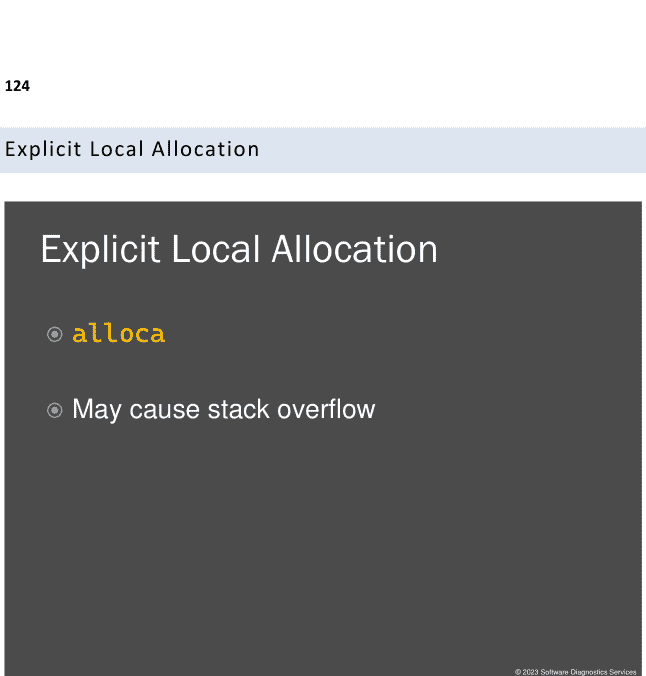 124
Explicit Local Allocation
Explicit Local Allocation
alloca
May cause stack overflow
© 2023 Software Diagnostics Services